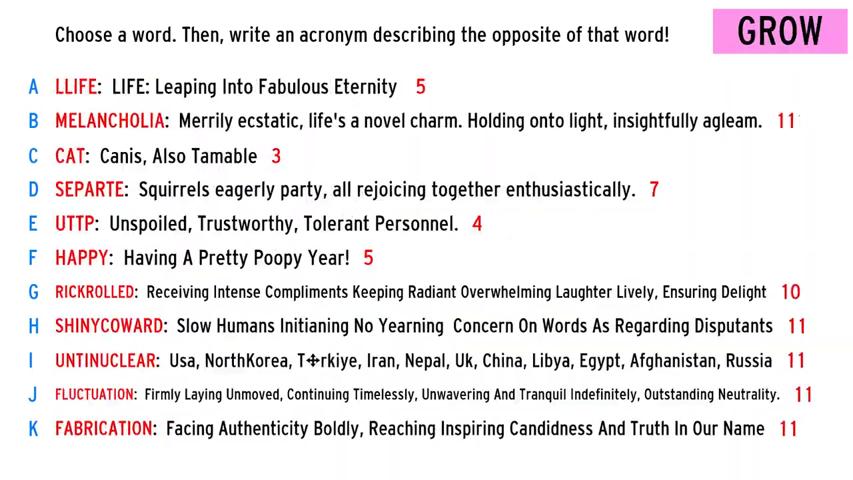 Choose a word. Then, write an acronym describing the opposite of that word!
GROW
A LLIFE: LIFE: Leaping Into Fabulous Eternity 5
B MELANCHOLIA: Merrily ecstatic, life's a novel charm. Holding onto light, insightfully agleam. 11
C CAT: Canis, Also Tamable 3
D SEPARTE: Squirrels eagerly party, all rejoicing together enthusiastically. 7
E UTTP: Unspoiled, Trustworthy, Tolerant Personnel. 4
F HAPPY: Having A Pretty Poopy Year! 5
G RICKROLLED: Receiving Intense Compliments Keeping Radiant Overwhelming Laughter Lively, Ensuring Delight 10
H SHINYCOWARD: Slow Humans Initianing No Yearning Concern On Words As Regarding Disputants 11
I UNTINUCLEAR: Usa, NorthKorea, T✣rkiye, Iran, Nepal, Uk, China, Libya, Egypt, Afghanistan, Russia 11
J FLUCTUATION: Firmly Laying Unmoved, Continuing Timelessly, Unwavering And Tranquil Indefinitely, Outstanding Neutrality. 11
K FABRICATION: Facing Authenticity Boldly, Reaching Inspiring Candidness And Truth In Our Name 11